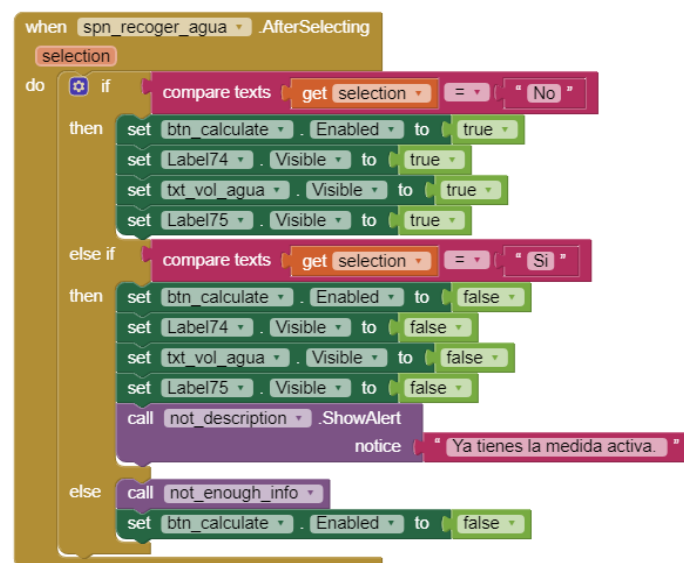 when spn_recoger_agua .AfterSelecting
selection
do if compare texts get selection = " No "
then set btn_calculate . Enabled to true
set Label74 . Visible to true
set txt_vol_agua . Visible to true
set Label75 . Visible to true
else if compare texts get selection = " Si "
then set btn_calculate . Enabled to false
set Label74 . Visible to false
set txt_vol_agua . Visible to false
set Label75 . Visible to false
call not_description .ShowAlert
notice " Ya tienes la medida activa. "
else call not_enough_info
set btn_calculate . Enabled to false